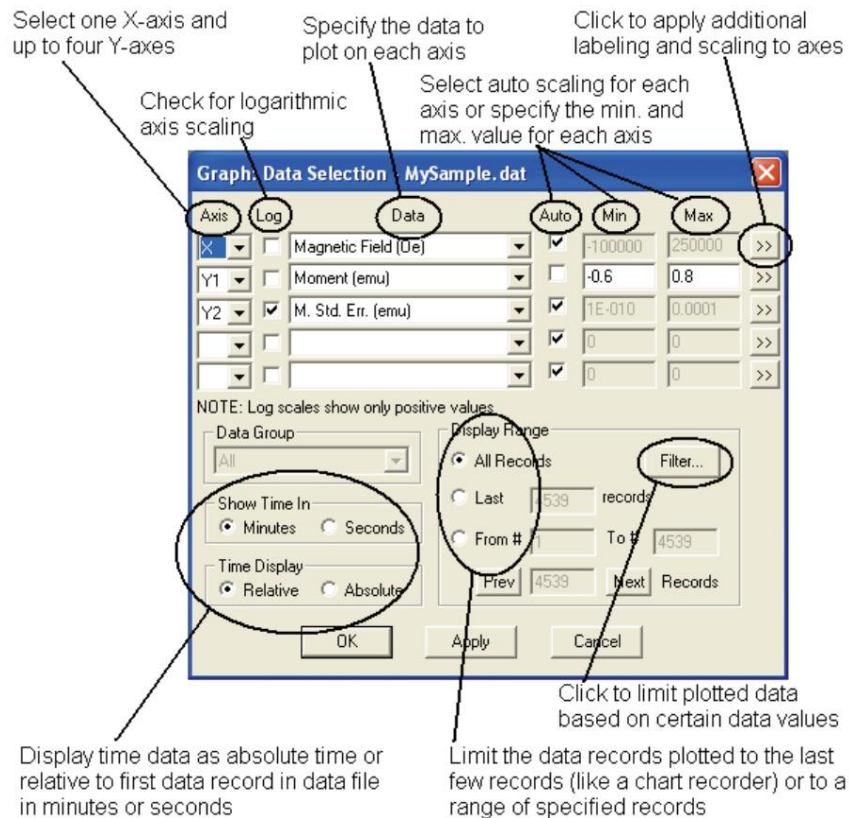 Select one X-axis and
up to four Y-axes
Specify the data to
plot on each axis
Click to apply additional
labeling and scaling to axes
Check for logarithmic
axis scaling
Select auto scaling for each
axis or specify the min. and
max. value for each axis
Graph: Data Selection - MySample.dat
Axis Log Data Auto Min Max
X Magnetic Field (Oe) -100000 250000 >>
Y1 Moment (emu) -0.6 0.8 >>
Y2 M. Std. Err. (emu) 1E-010 0.0001 >>
0 0 >>
0 0 >>
NOTE: Log scales show only positive values
Data Group
All
Show Time In
Minutes Seconds
Time Display
Relative Absolute
Display Range
All Records Filter...
Last 4539 records
From # 1 To # 4539
Prev 4539 Next Records
OK Apply Cancel
Click to limit plotted data
based on certain data values
Display time data as absolute time or
relative to first data record in data file
in minutes or seconds
Limit the data records plotted to the last
few records (like a chart recorder) or to a
range of specified records